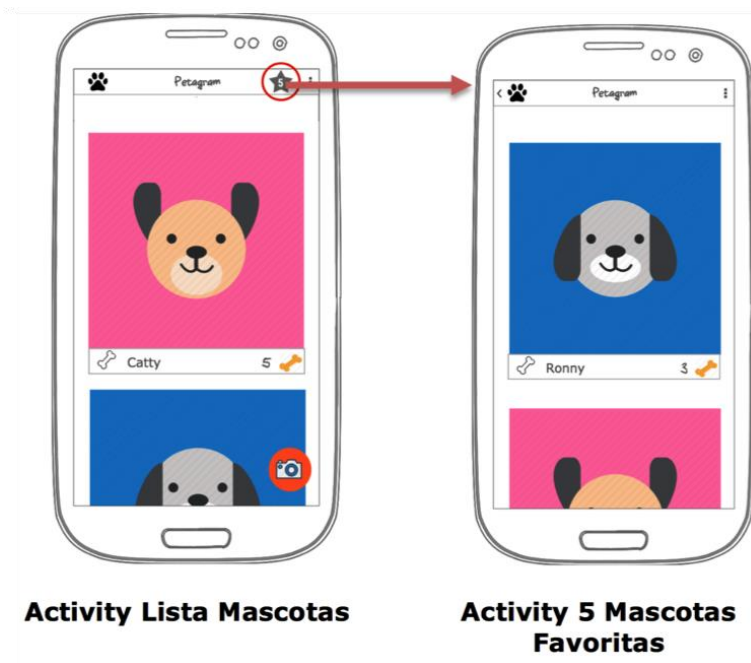 Petagram
5
Catty 5
Activity Lista Mascotas
Petagram
Ronny 3
Activity 5 Mascotas
Favoritas